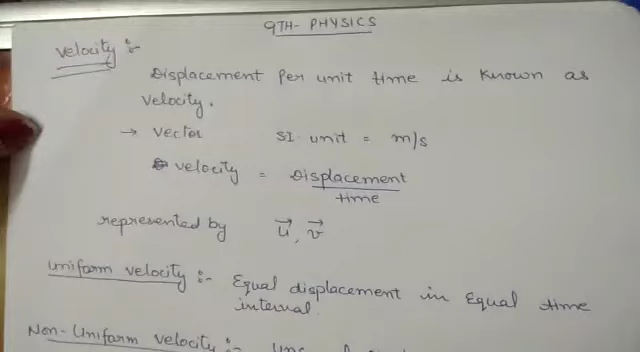 9TH- PHYSICS
Velocity :-
Displacement Per unit time is known as
velocity.
→ vector SI unit = m/s
velocity = Displacement / time
represented by u⃗, v⃗
uniform velocity :- Equal displacement in Equal time
interval.
Non-Uniform velocity :-